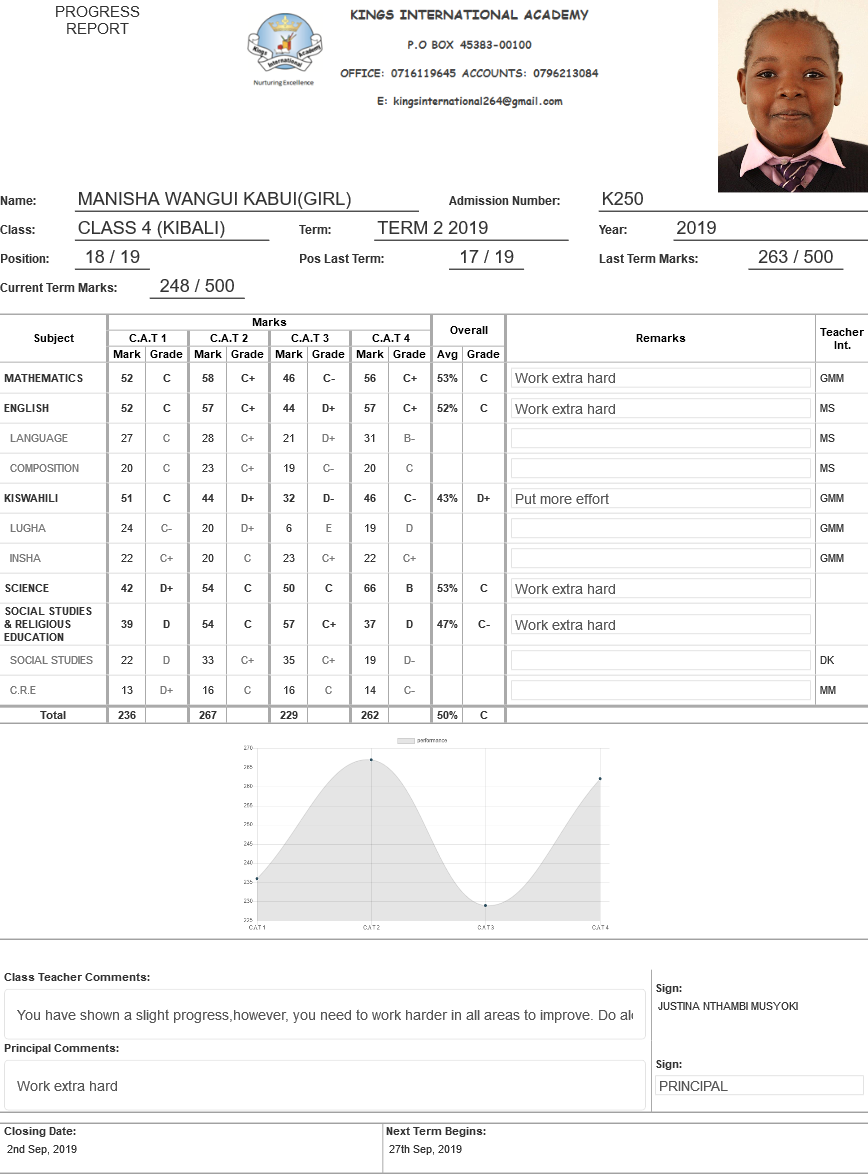 PROGRESS
REPORT
KINGS INTERNATIONAL ACADEMY
P.O BOX 45383-00100
OFFICE: 0716119645 ACCOUNTS: 0796213084
E: kingsinternational264@gmail.com
Kings International Academy
Nurturing Excellence
Name: MANISHA WANGUI KABUI(GIRL) Admission Number: K250
Class: CLASS 4 (KIBALI) Term: TERM 2 2019 Year: 2019
Position: 18 / 19 Pos Last Term: 17 / 19 Last Term Marks: 263 / 500
Current Term Marks: 248 / 500
Subject Marks Overall Remarks Teacher Int.
C.A.T 1 C.A.T 2 C.A.T 3 C.A.T 4
Mark Grade Mark Grade Mark Grade Mark Grade Avg Grade
MATHEMATICS 52 C 58 C+ 46 C- 56 C+ 53% C Work extra hard GMM
ENGLISH 52 C 57 C+ 44 D+ 57 C+ 52% C Work extra hard MS
LANGUAGE 27 C 28 C+ 21 D+ 31 B- MS
COMPOSITION 20 C 23 C+ 19 C- 20 C MS
KISWAHILI 51 C 44 D+ 32 D- 46 C- 43% D+ Put more effort GMM
LUGHA 24 C- 20 D+ 6 E 19 D GMM
INSHA 22 C+ 20 C 23 C+ 22 C+ GMM
SCIENCE 42 D+ 54 C 50 C 66 B 53% C Work extra hard
SOCIAL STUDIES
& RELIGIOUS
EDUCATION 39 D 54 C 57 C+ 37 D 47% C- Work extra hard
SOCIAL STUDIES 22 D 33 C+ 35 C+ 19 D- DK
C.R.E 13 D+ 16 C 16 C 14 C- MM
Total 236 267 229 262 50% C
performance
270
265
260
255
250
245
240
235
230
225
C.A.T 1 C.A.T 2 C.A.T 3 C.A.T 4
Class Teacher Comments:
You have shown a slight progress,however, you need to work harder in all areas to improve. Do
Sign:
JUSTINA NTHAMBI MUSYOKI
Principal Comments:
Work extra hard
Sign:
PRINCIPAL
Closing Date: Next Term Begins:
2nd Sep, 2019 27th Sep, 2019